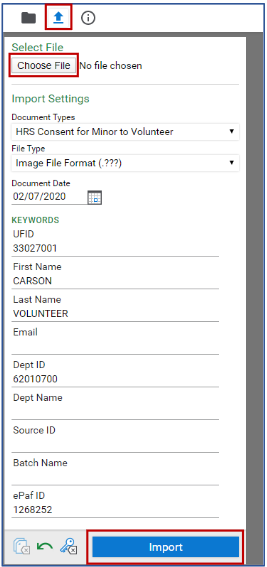 Select File
Choose File No file chosen
Import Settings
Document Types
HRS Consent for Minor to Volunteer
File Type
Image File Format (.???)
Document Date
02/07/2020
KEYWORDS
UFID
33027001
First Name
CARSON
Last Name
VOLUNTEER
Email
Dept ID
62010700
Dept Name
Source ID
Batch Name
ePaf ID
1268252
Import